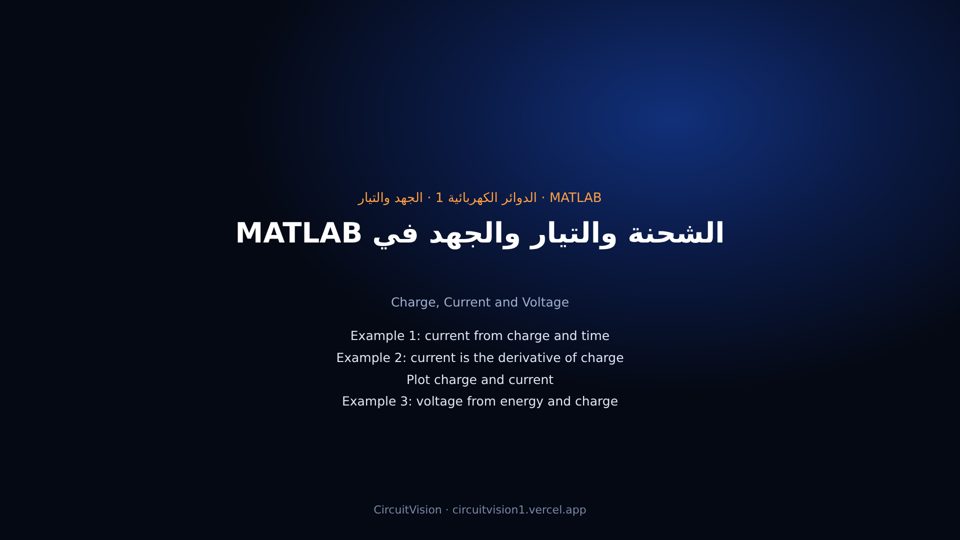 MATLAB · الدوائر الكهربائية 1 · الجهد والتيار
الشحنة والتيار والجهد في MATLAB
Charge, Current and Voltage
Example 1: current from charge and time
Example 2: current is the derivative of charge
Plot charge and current
Example 3: voltage from energy and charge
CircuitVision · circuitvision1.vercel.app